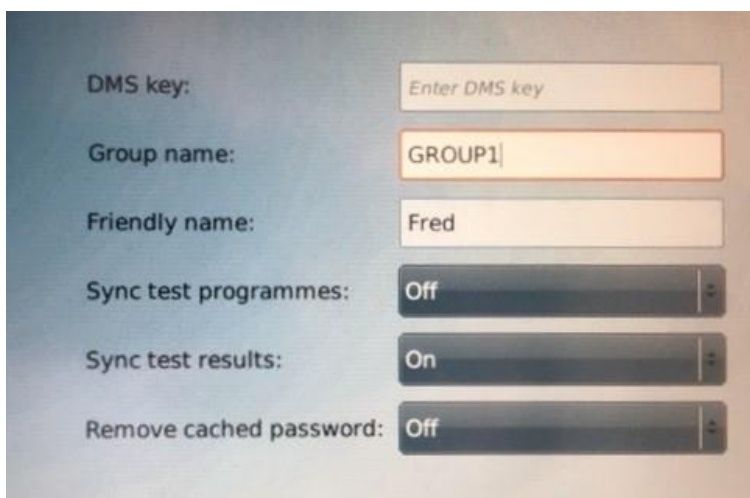 DMS key: Enter DMS key
Group name: GROUP1
Friendly name: Fred
Sync test programmes: Off
Sync test results: On
Remove cached password: Off